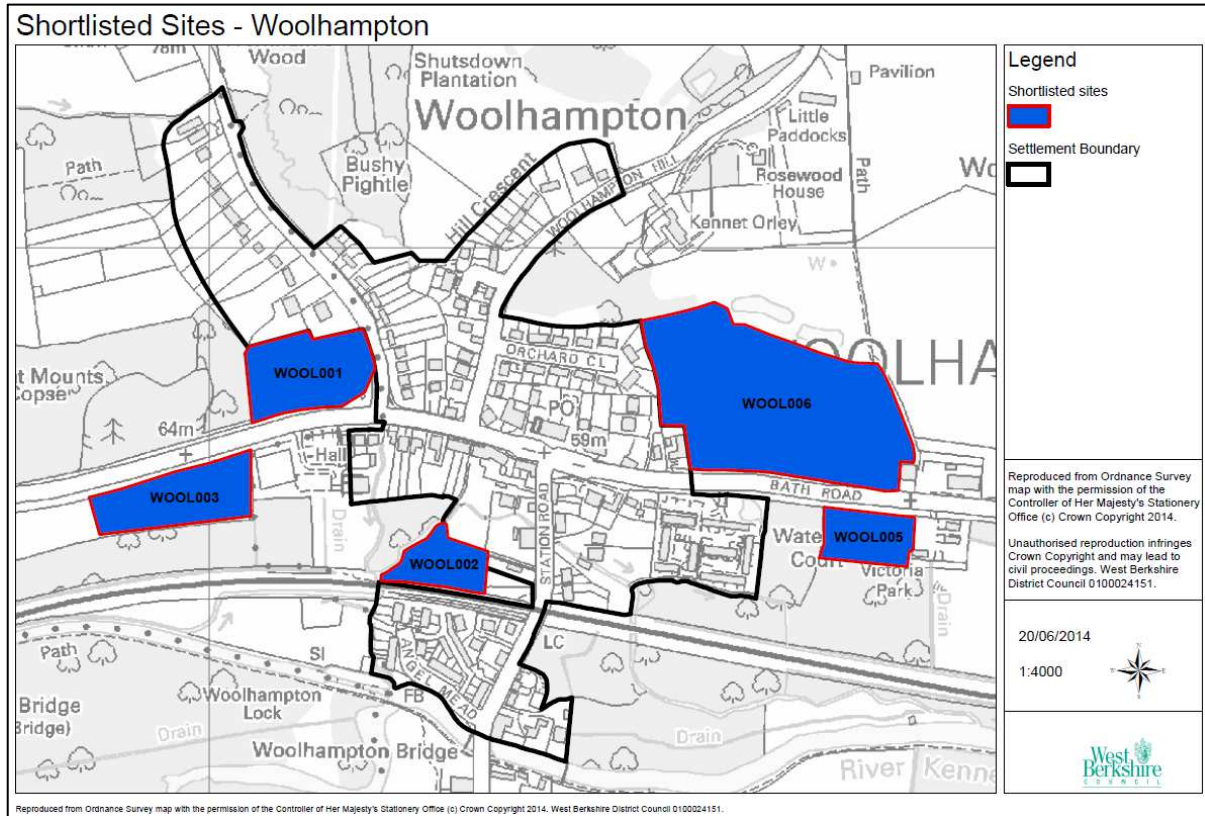 Shortlisted Sites - Woolhampton
78m
Wood
Shutsdown
Plantation
Woolhampton
Pavilion
Little
Paddocks
Path
Bushy
Pightle
Hill Crescent
WOOLHAMPTON HILL
Rosewood
House
Path
Kennet Orley
W
ORCHARD CL
WOOL001
t Mounts
Copse
WOOL006
PO
64m
59m
Hall
WOOL003
BATH ROAD
Drain
STATION ROAD
WOOL002
Wate
Court
WOOL005
Victoria
Park
Drain
Path
SI
LC
ANGEL MEAD
Bridge
Bridge)
Woolhampton
Lock
FB
Drain
Woolhampton Bridge
Drain
River Kenne
Legend
Shortlisted sites
Settlement Boundary
Reproduced from Ordnance Survey
map with the permission of the
Controller of Her Majesty's Stationery
Office (c) Crown Copyright 2014.
Unauthorised reproduction infringes
Crown Copyright and may lead to
civil proceedings. West Berkshire
District Council 0100024151.
20/06/2014
1:4000
West
Berkshire
COUNCIL
Reproduced from Ordnance Survey map with the permission of the Controller of Her Majesty's Stationery Office (c) Crown Copyright 2014. West Berkshire District Council 0100024151.